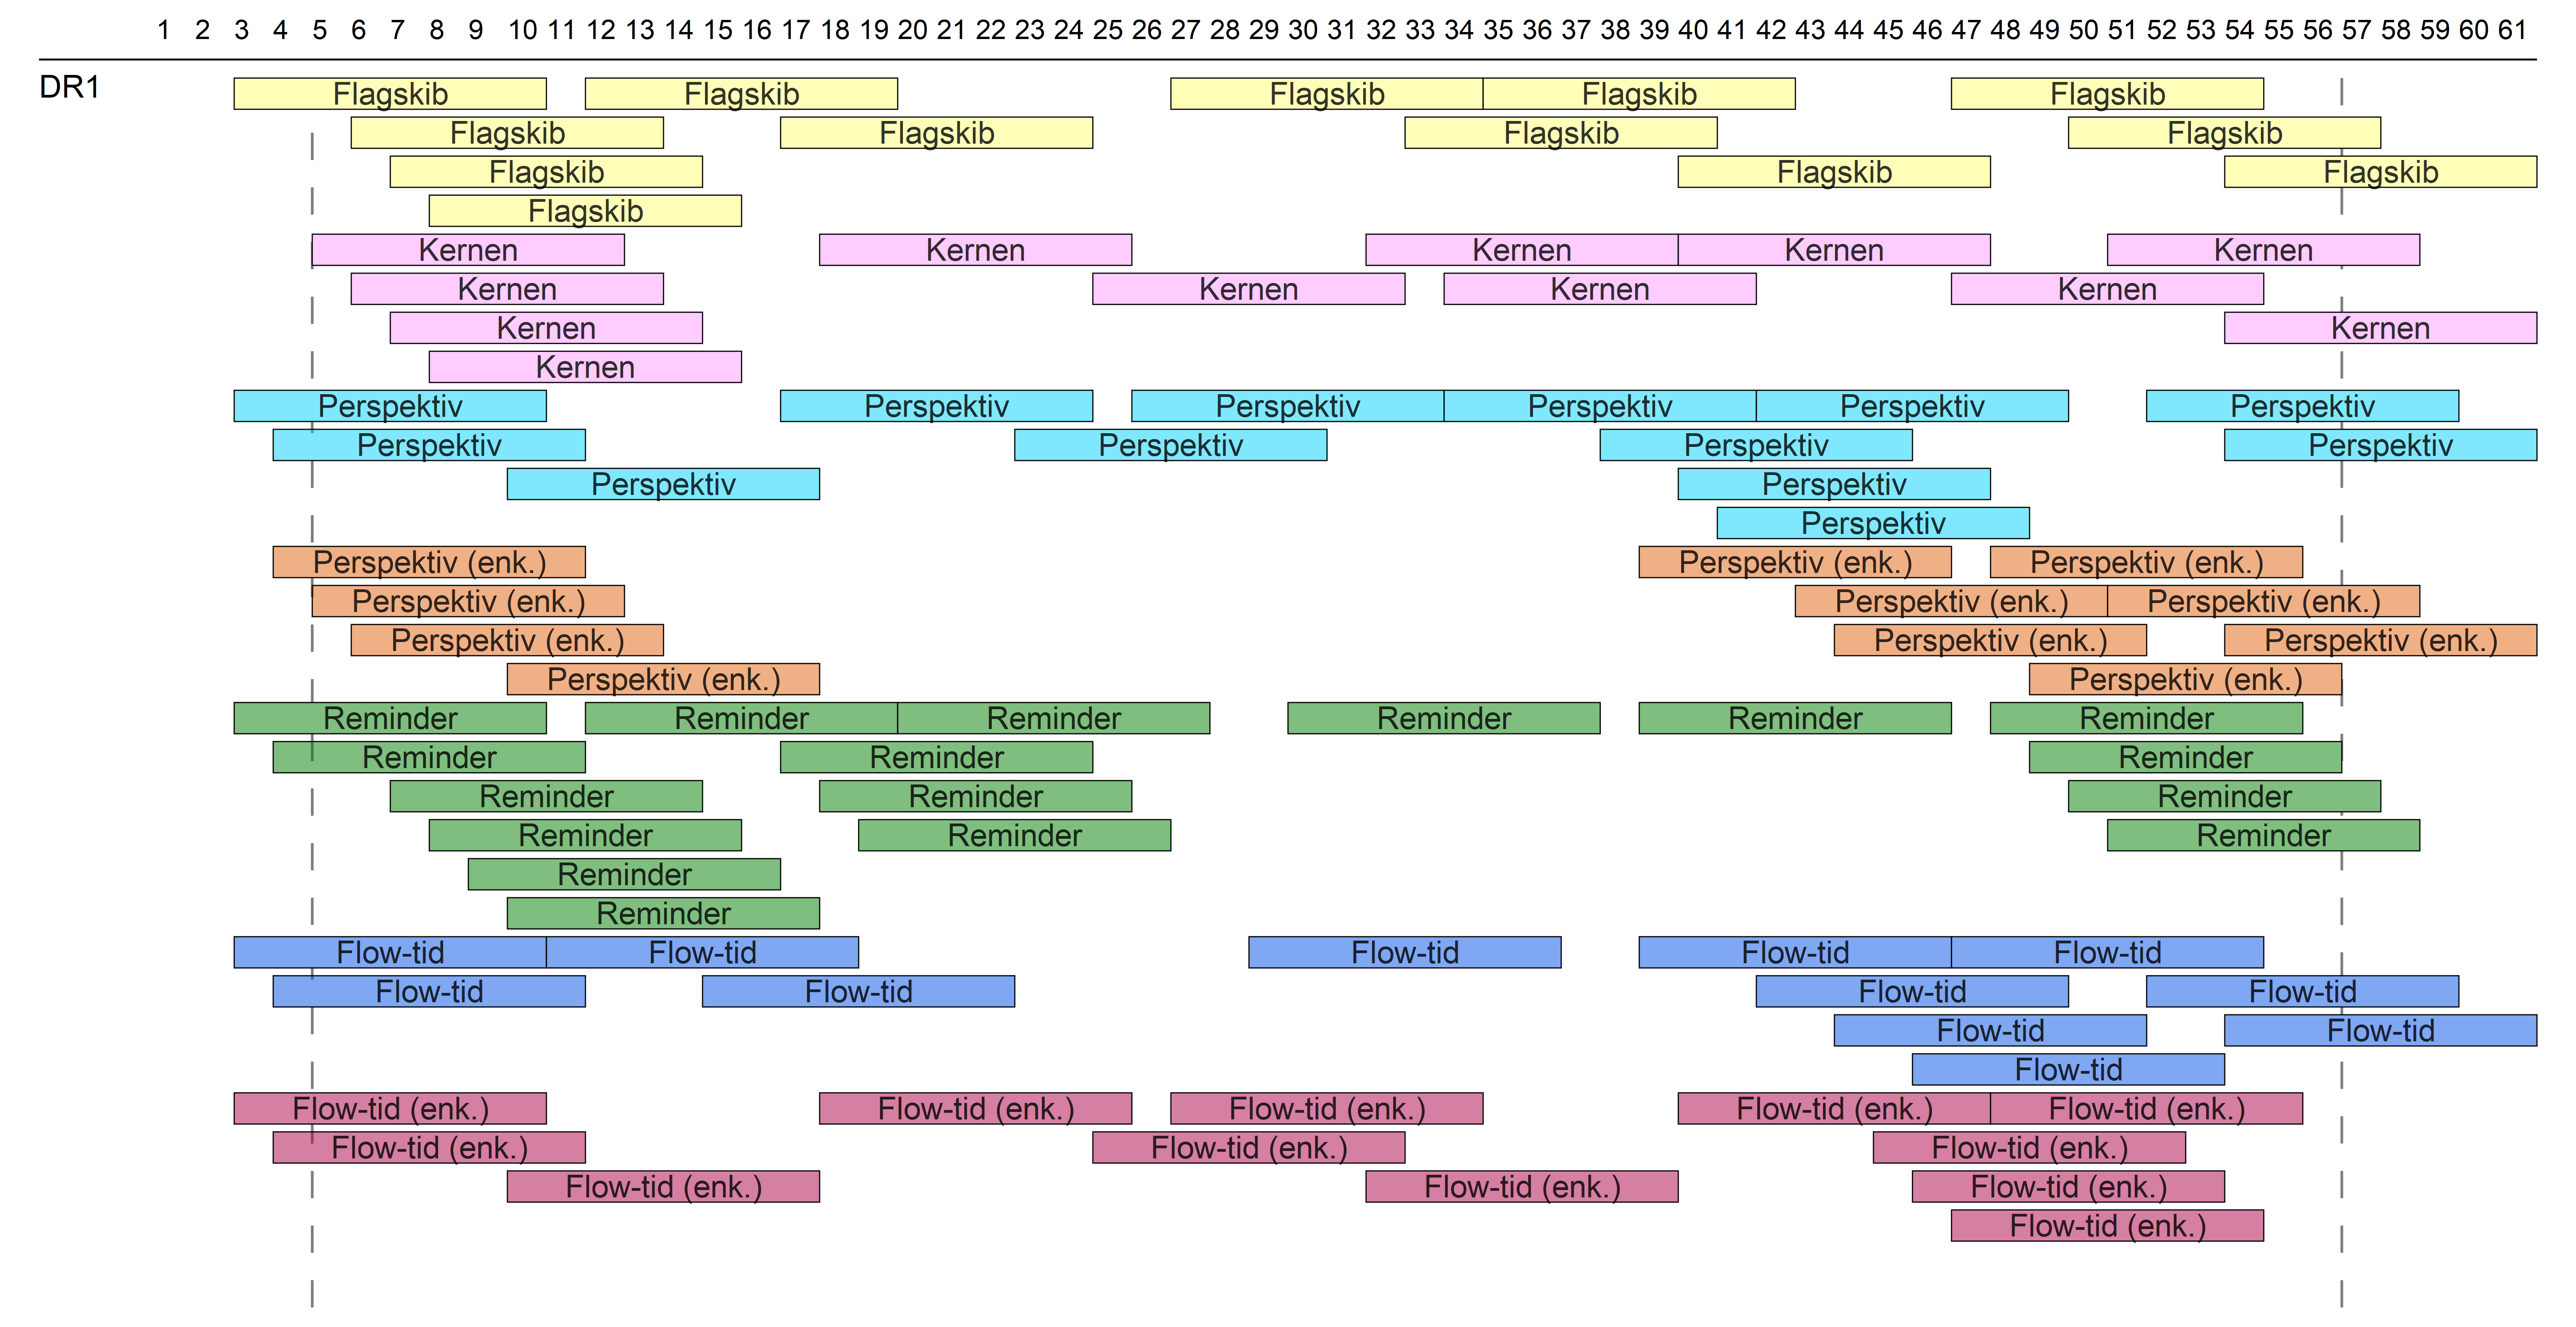 1 2 3 4 5 6 7 8 9 10 11 12 13 14 15 16 17 18 19 20 21 22 23 24 25 26 27 28 29 30 31 32 33 34 35 36 37 38 39 40 41 42 43 44 45 46 47 48 49 50 51 52 53 54 55 56 57 58 59 60 61
DR1 Flagskib Flagskib Flagskib Flagskib Flagskib
Flagskib Flagskib Flagskib Flagskib
Flagskib Flagskib Flagskib
Flagskib
Kernen Kernen Kernen Kernen Kernen
Kernen Kernen Kernen Kernen
Kernen Kernen
Kernen
Perspektiv Perspektiv Perspektiv Perspektiv Perspektiv Perspektiv
Perspektiv Perspektiv Perspektiv Perspektiv
Perspektiv Perspektiv
Perspektiv
Perspektiv (enk.) Perspektiv (enk.) Perspektiv (enk.)
Perspektiv (enk.) Perspektiv (enk.) Perspektiv (enk.)
Perspektiv (enk.) Perspektiv (enk.) Perspektiv (enk.)
Perspektiv (enk.) Perspektiv (enk.)
Reminder Reminder Reminder Reminder Reminder Reminder
Reminder Reminder Reminder
Reminder Reminder Reminder
Reminder Reminder Reminder
Reminder
Reminder
Flow-tid Flow-tid Flow-tid Flow-tid Flow-tid
Flow-tid Flow-tid Flow-tid Flow-tid
Flow-tid Flow-tid
Flow-tid
Flow-tid (enk.) Flow-tid (enk.) Flow-tid (enk.) Flow-tid (enk.) Flow-tid (enk.)
Flow-tid (enk.) Flow-tid (enk.) Flow-tid (enk.)
Flow-tid (enk.) Flow-tid (enk.) Flow-tid (enk.)
Flow-tid (enk.)